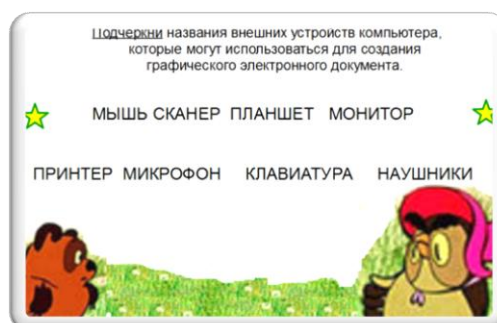 Подчеркни названия внешних устройств компьютера,
которые могут использоваться для создания
графического электронного документа.
МЫШЬ СКАНЕР ПЛАНШЕТ МОНИТОР
ПРИНТЕР МИКРОФОН КЛАВИАТУРА НАУШНИКИ